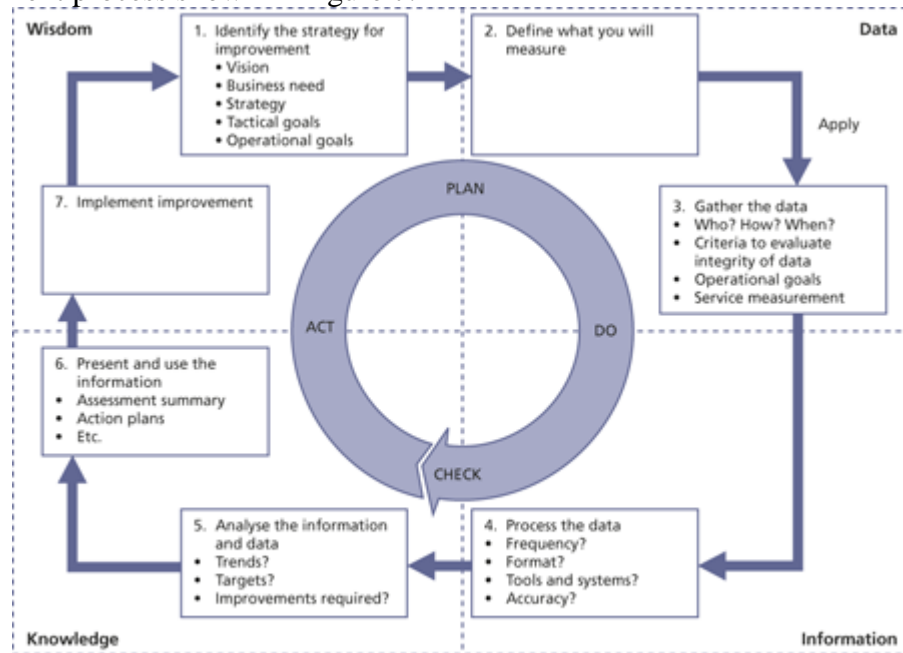 Wisdom
1. Identify the strategy for
improvement
• Vision
• Business need
• Strategy
• Tactical goals
• Operational goals
2. Define what you will
measure
Data
Apply
3. Gather the data
• Who? How? When?
• Criteria to evaluate
integrity of data
• Operational goals
• Service measurement
7. Implement improvement
PLAN
ACT
DO
CHECK
6. Present and use the
information
• Assessment summary
• Action plans
• Etc.
5. Analyse the information
and data
• Trends?
• Targets?
• Improvements required?
4. Process the data
• Frequency?
• Format?
• Tools and systems?
• Accuracy?
Knowledge
Information